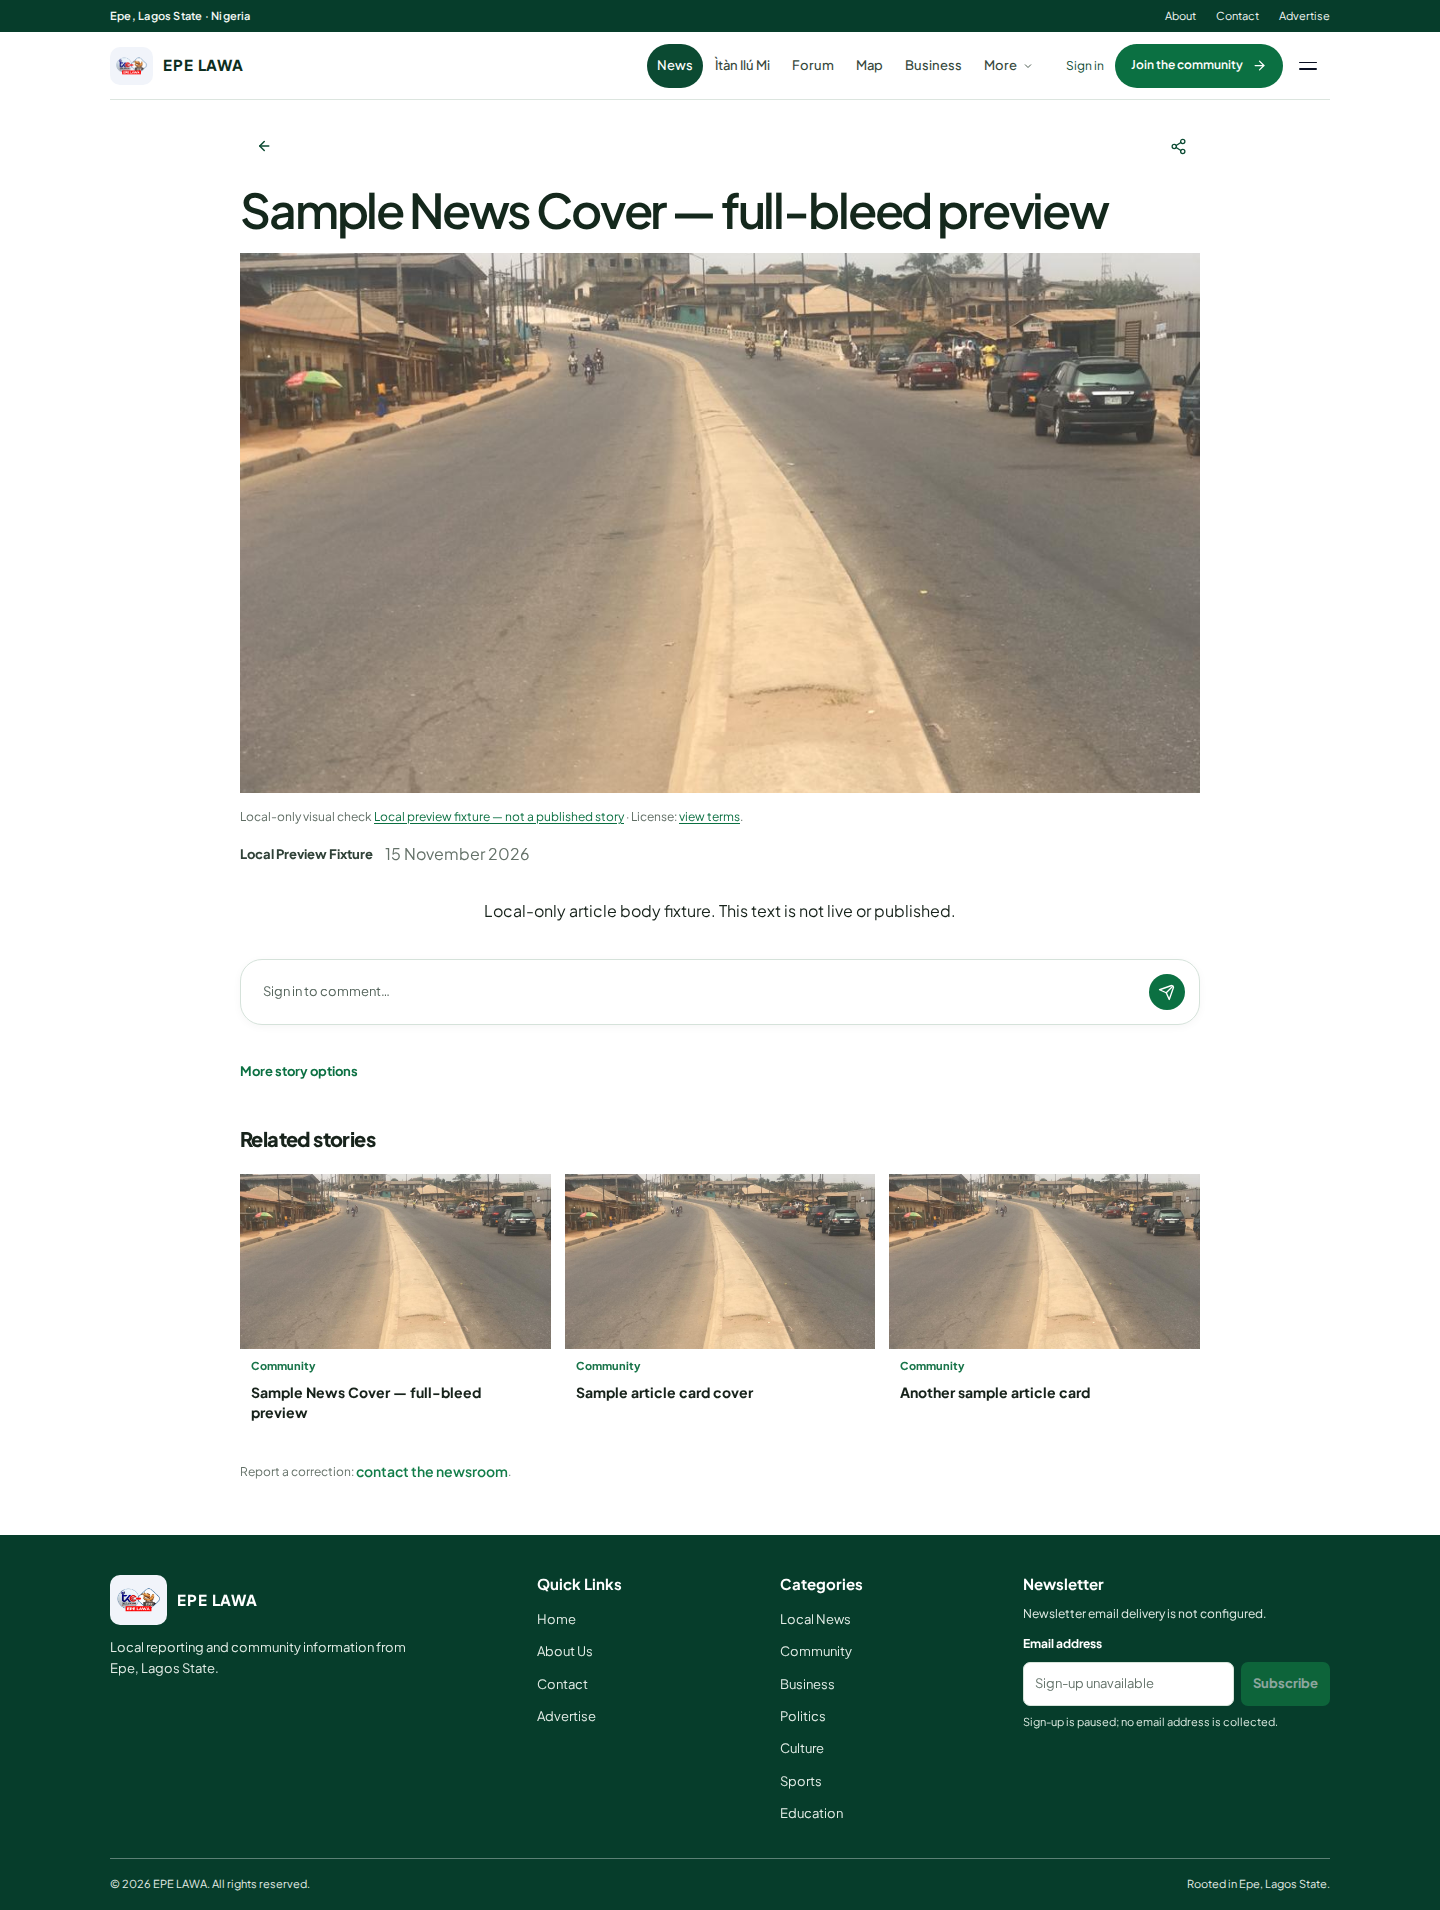 Epe, Lagos State · Nigeria
About Contact Advertise
EPE LAWA
News Ìtàn Ilú Mi Forum Map Business More Sign in Join the community
Sample News Cover — full-bleed preview
Local-only visual check Local preview fixture — not a published story · License: view terms.
Local Preview Fixture 15 November 2026
Local-only article body fixture. This text is not live or published.
Sign in to comment...
More story options
Related stories
Community
Sample News Cover — full-bleed
preview
Community
Sample article card cover
Community
Another sample article card
Report a correction: contact the newsroom.
EPE LAWA
EPE LAWA
Local reporting and community information from
Epe, Lagos State.
Quick Links
Home
About Us
Contact
Advertise
Categories
Local News
Community
Business
Politics
Culture
Sports
Education
Newsletter
Newsletter email delivery is not configured.
Email address
Sign-up unavailable Subscribe
Sign-up is paused; no email address is collected.
© 2026 EPE LAWA. All rights reserved.
Rooted in Epe, Lagos State.